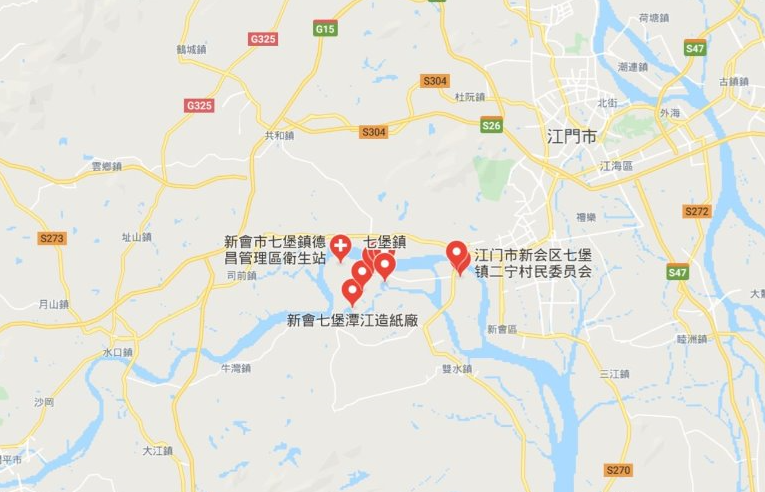 荷塘鎮
G15
G325
鶴城鎮
S47
潮連鎮
S304
古鎮鎮
杜阮鎮
G325
北街
外海
S26
共和鎮
S304
江門市
雲鄉鎮
江海區
S272
禮樂
址山鎮
S273
新會市七堡鎮德
昌管理區衛生站
七堡鎮
江门市新会区七堡
镇二宁村民委员会
司前鎮
S47
月山鎮
新會七堡潭江造紙廠
新會區
睦洲鎮
水口鎮
牛灣鎮
雙水鎮
三江鎮
沙岡
大江鎮
平市
S270